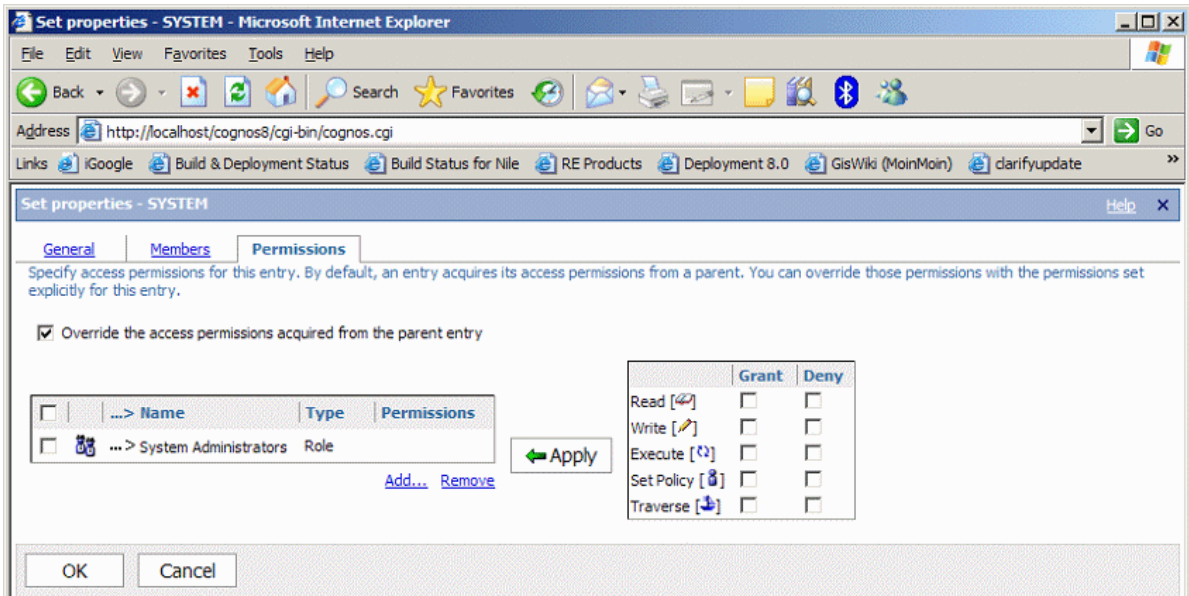 Set properties - SYSTEM - Microsoft Internet Explorer
File Edit View Favorites Tools Help
Back Search Favorites
Address http://localhost/cognos8/cgi-bin/cognos.cgi Go
Links iGoogle Build & Deployment Status Build Status for Nile RE Products Deployment 8.0 GisWiki (MoinMoin) clarifyupdate »
Set properties - SYSTEM Help X
General Members Permissions
Specify access permissions for this entry. By default, an entry acquires its access permissions from a parent. You can override those permissions with the permissions set
explicitly for this entry.
Override the access permissions acquired from the parent entry
Grant Deny
Read []
Write []
Execute []
Set Policy []
Traverse []
...> Name Type Permissions
...> System Administrators Role
Add... Remove
Apply
OK Cancel